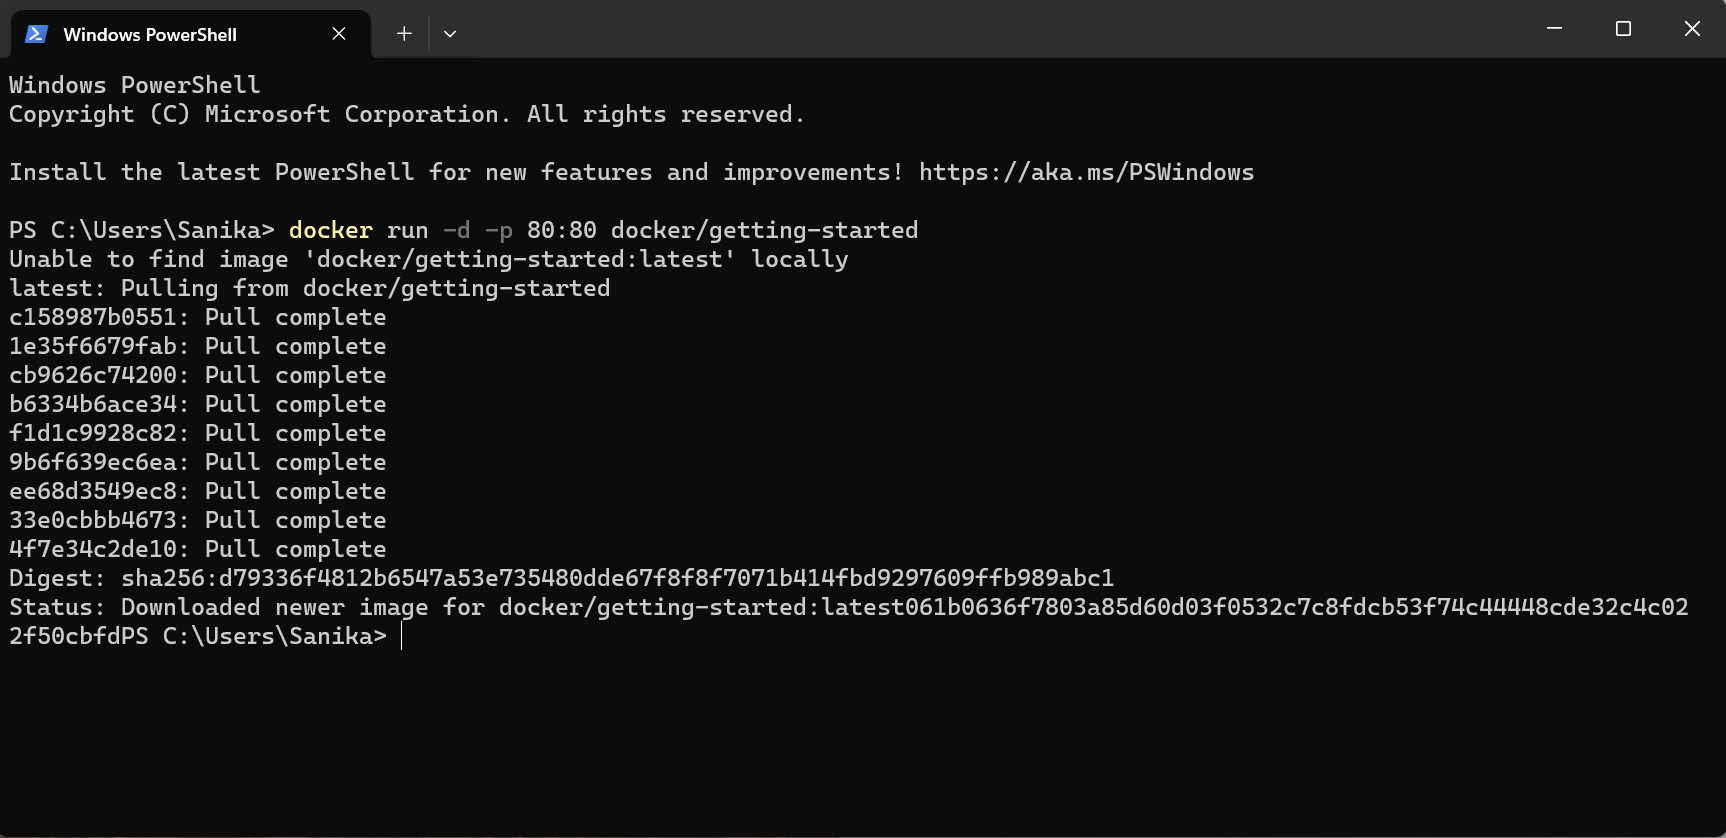 Windows PowerShell
Windows PowerShell
Copyright (C) Microsoft Corporation. All rights reserved.
Install the latest PowerShell for new features and improvements! https://aka.ms/PSWindows
PS C:\Users\Sanika> docker run -d -p 80:80 docker/getting-started
Unable to find image 'docker/getting-started:latest' locally
latest: Pulling from docker/getting-started
c158987b0551: Pull complete
1e35f6679fab: Pull complete
cb9626c74200: Pull complete
b6334b6ace34: Pull complete
f1d1c9928c82: Pull complete
9b6f639ec6ea: Pull complete
ee68d3549ec8: Pull complete
33e0cbbb4673: Pull complete
4f7e34c2de10: Pull complete
Digest: sha256:d79336f4812b6547a53e735480dde67f8f8f7071b414fbd9297609ffb989abc1
Status: Downloaded newer image for docker/getting-started:latest061b0636f7803a85d60d03f0532c7c8fdcb53f74c44448cde32c4c02
2f50cbfdPS C:\Users\Sanika>